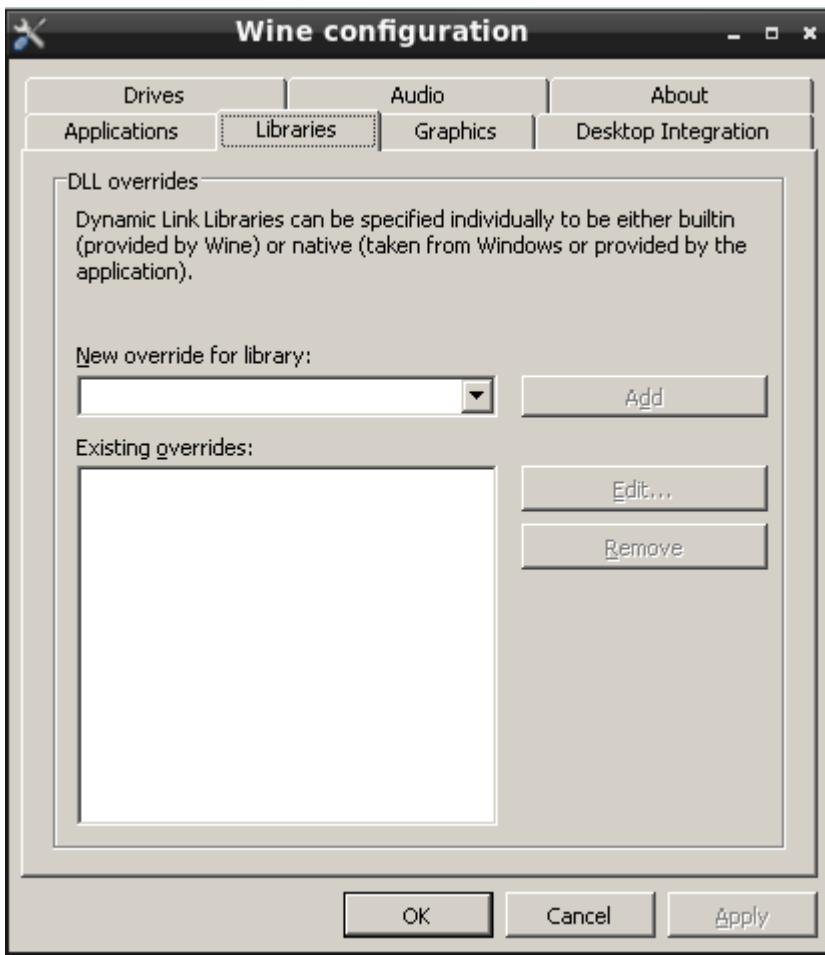 Wine configuration
Drives Audio About
Applications Libraries Graphics Desktop Integration
DLL overrides
Dynamic Link Libraries can be specified individually to be either builtin
(provided by Wine) or native (taken from Windows or provided by the
application).
New override for library:
Add
Existing overrides:
Edit...
Remove
OK Cancel Apply